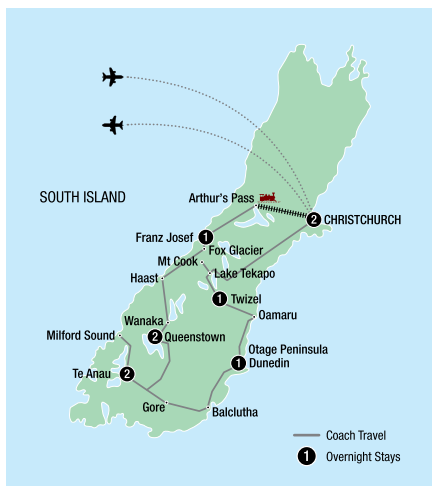 SOUTH ISLAND
Arthur's Pass
2 CHRISTCHURCH
Franz Josef 1
Fox Glacier
Mt Cook
Lake Tekapo
Haast
1 Twizel
Oamaru
Wanaka
Milford Sound
2 Queenstown
Otage Peninsula
1 Dunedin
Te Anau 2
Gore
Balclutha
Coach Travel
1 Overnight Stays